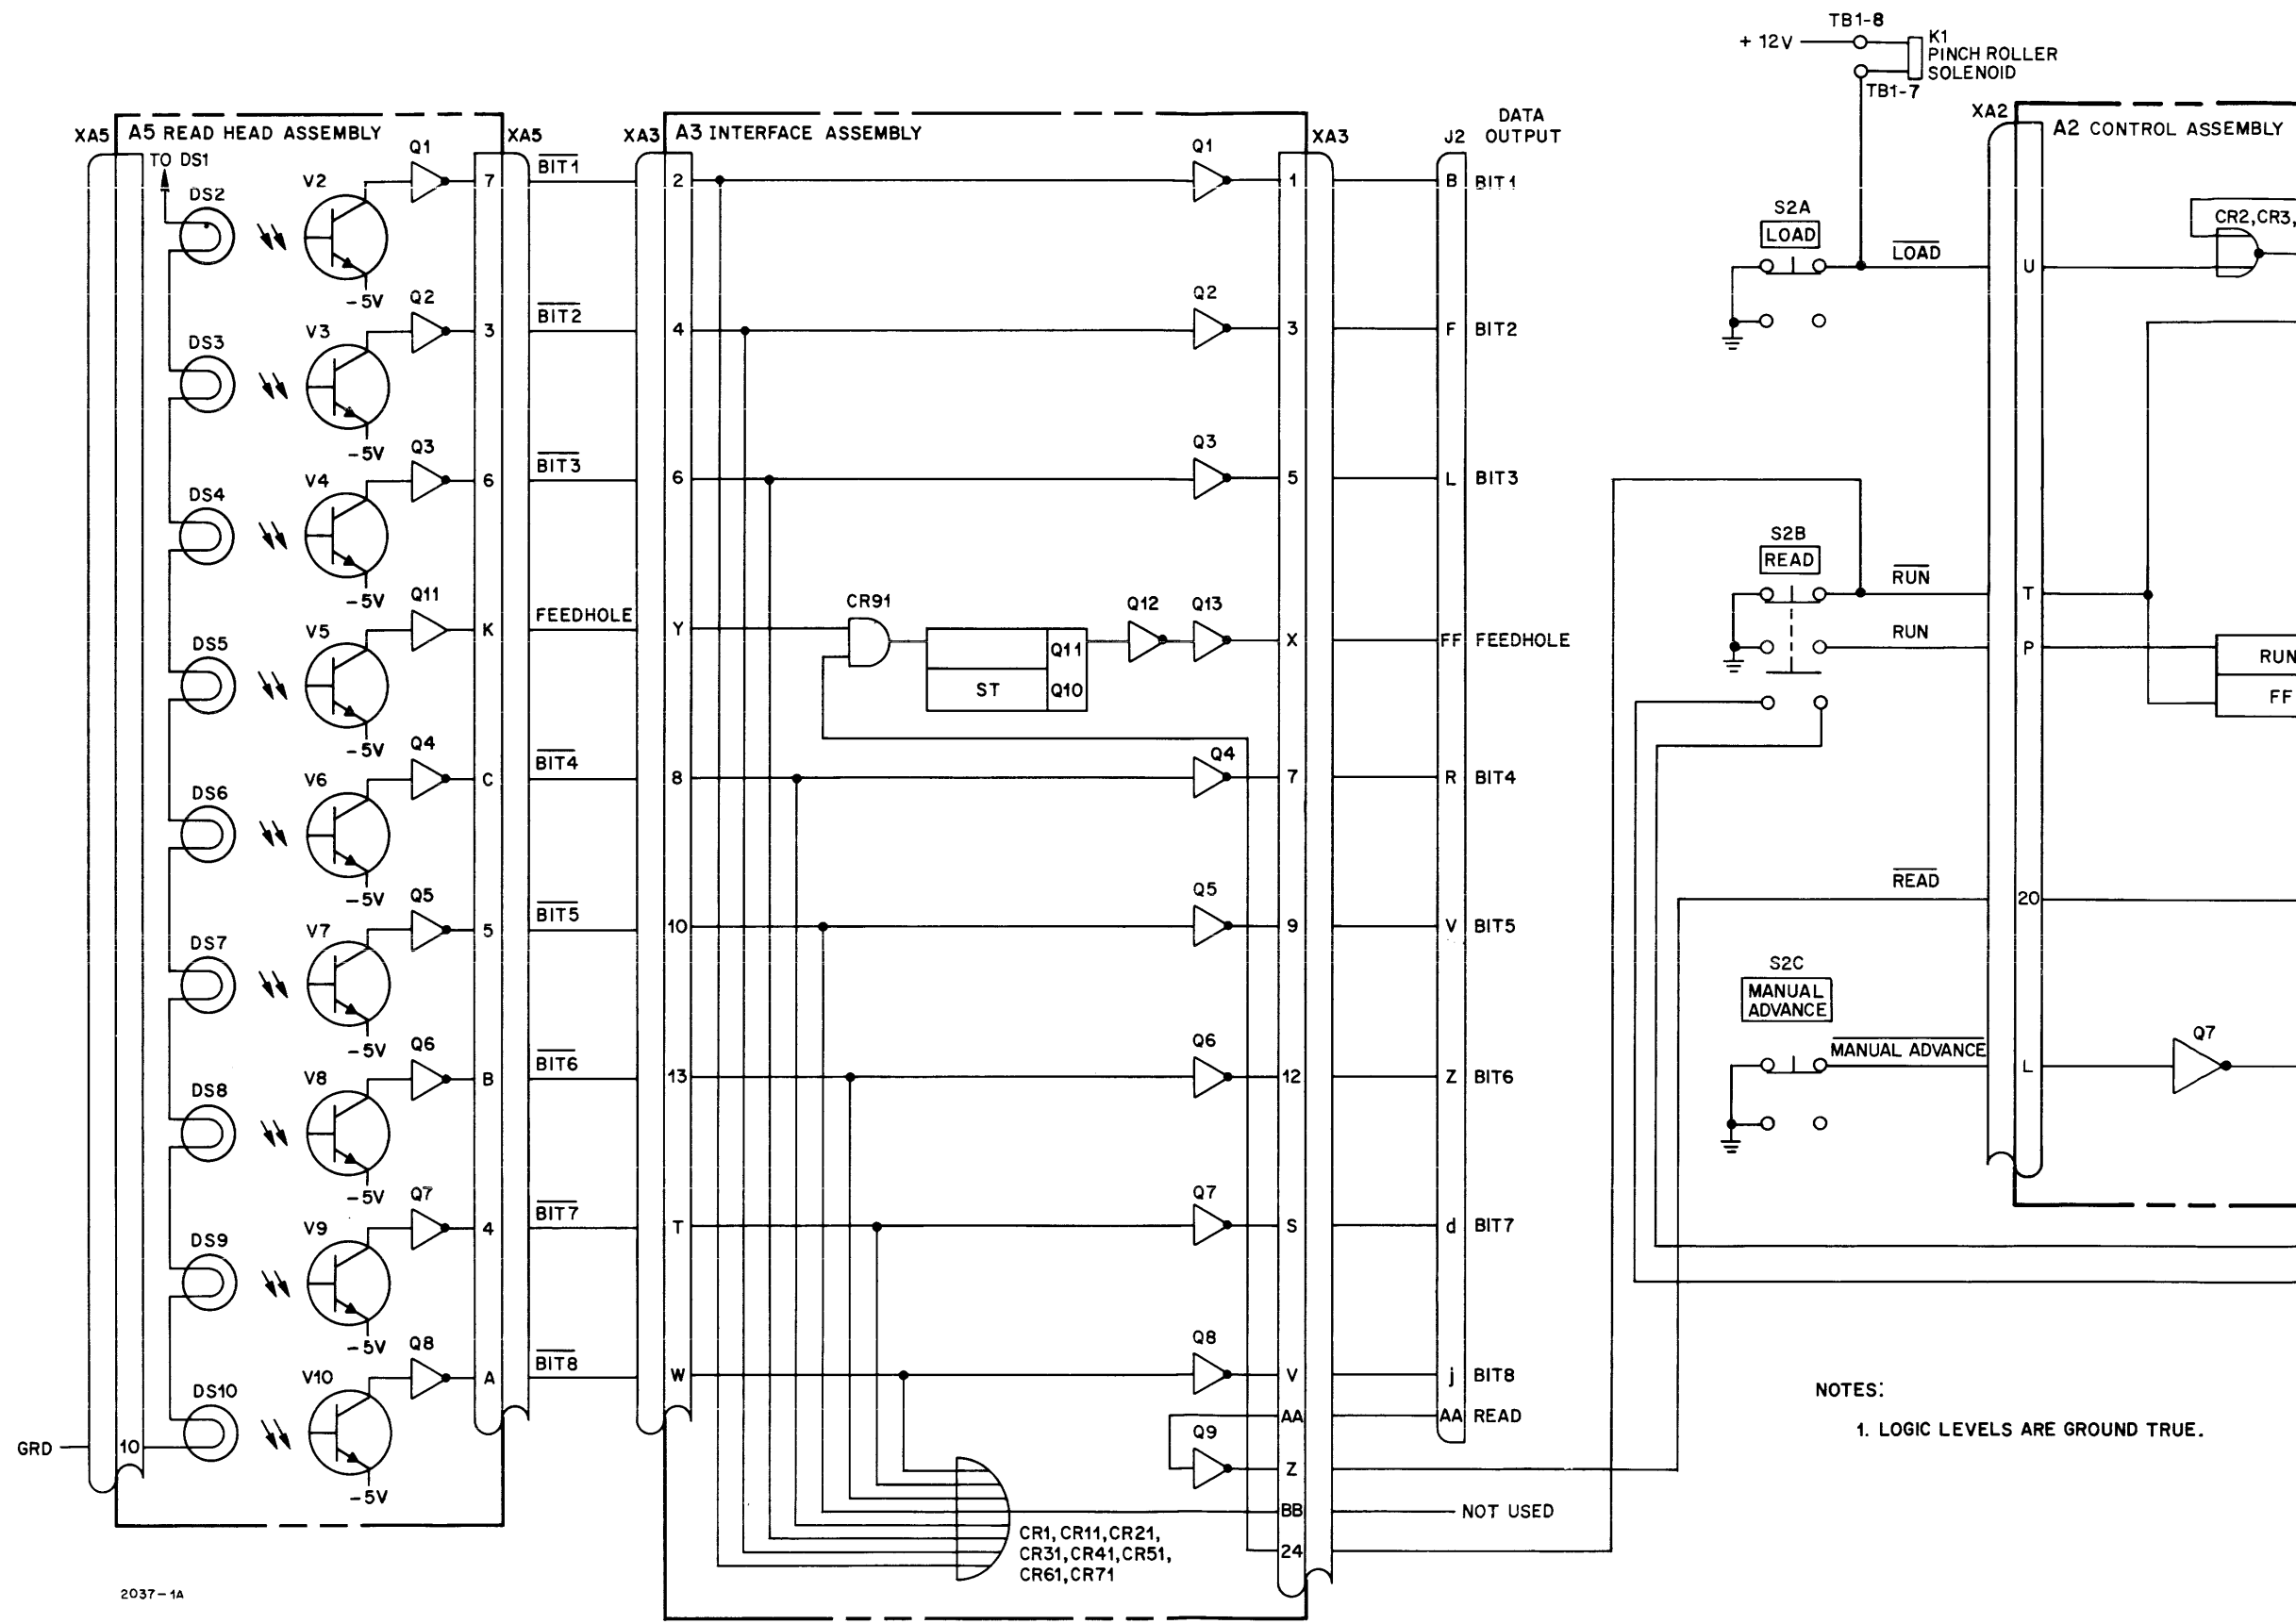 TB1-8
+ 12V
K1
PINCH ROLLER
SOLENOID
TB1-7
XA5
A5 READ HEAD ASSEMBLY
XA5
XA3
A3 INTERFACE ASSEMBLY
XA3
J2
DATA
OUTPUT
XA2
A2 CONTROL ASSEMBLY
TO DS1
DS2
V2
-5V
Q1
7
BIT1
2
Q1
1
B
BIT1
DS3
V3
-5V
Q2
3
BIT2
4
Q2
3
F
BIT2
DS4
V4
-5V
Q3
6
BIT3
6
Q3
5
L
BIT3
DS5
V5
-5V
Q11
K
FEEDHOLE
Y
CR91
Q11
ST
Q10
Q12
Q13
X
FF
FEEDHOLE
DS6
V6
-5V
Q4
C
BIT4
8
Q4
7
R
BIT4
DS7
V7
-5V
Q5
5
BIT5
10
Q5
9
V
BIT5
DS8
V8
-5V
Q6
B
BIT6
13
Q6
12
Z
BIT6
DS9
V9
-5V
Q7
4
BIT7
T
Q7
S
d
BIT7
DS10
V10
-5V
Q8
A
BIT8
W
Q8
V
j
BIT8
GRD
10
AA
AA
READ
Q9
Z
BB
NOT USED
24
CR1, CR11, CR21,
CR31, CR41, CR51,
CR61, CR71
S2A
LOAD
LOAD
U
CR2, CR3,
S2B
READ
RUN
T
RUN
P
RUN
FF
READ
20
S2C
MANUAL
ADVANCE
MANUAL ADVANCE
L
Q7
NOTES:
1. LOGIC LEVELS ARE GROUND TRUE.
2037-1A